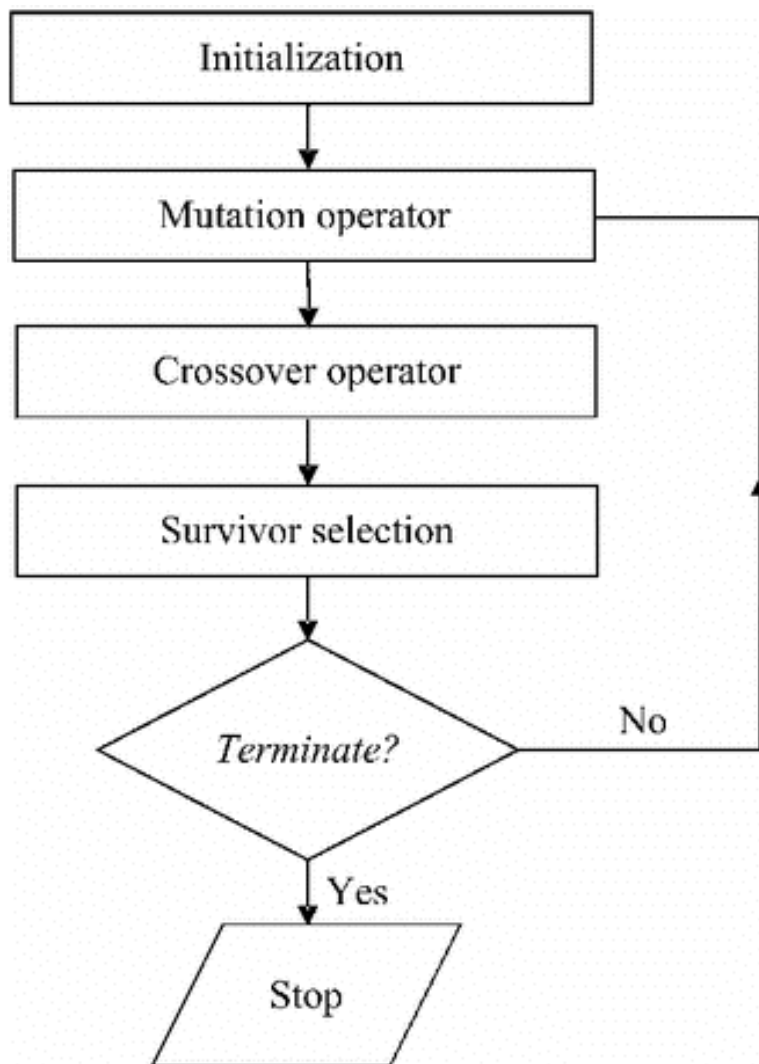 Initialization
Mutation operator
Crossover operator
Survivor selection
Terminate?
No
Yes
Stop